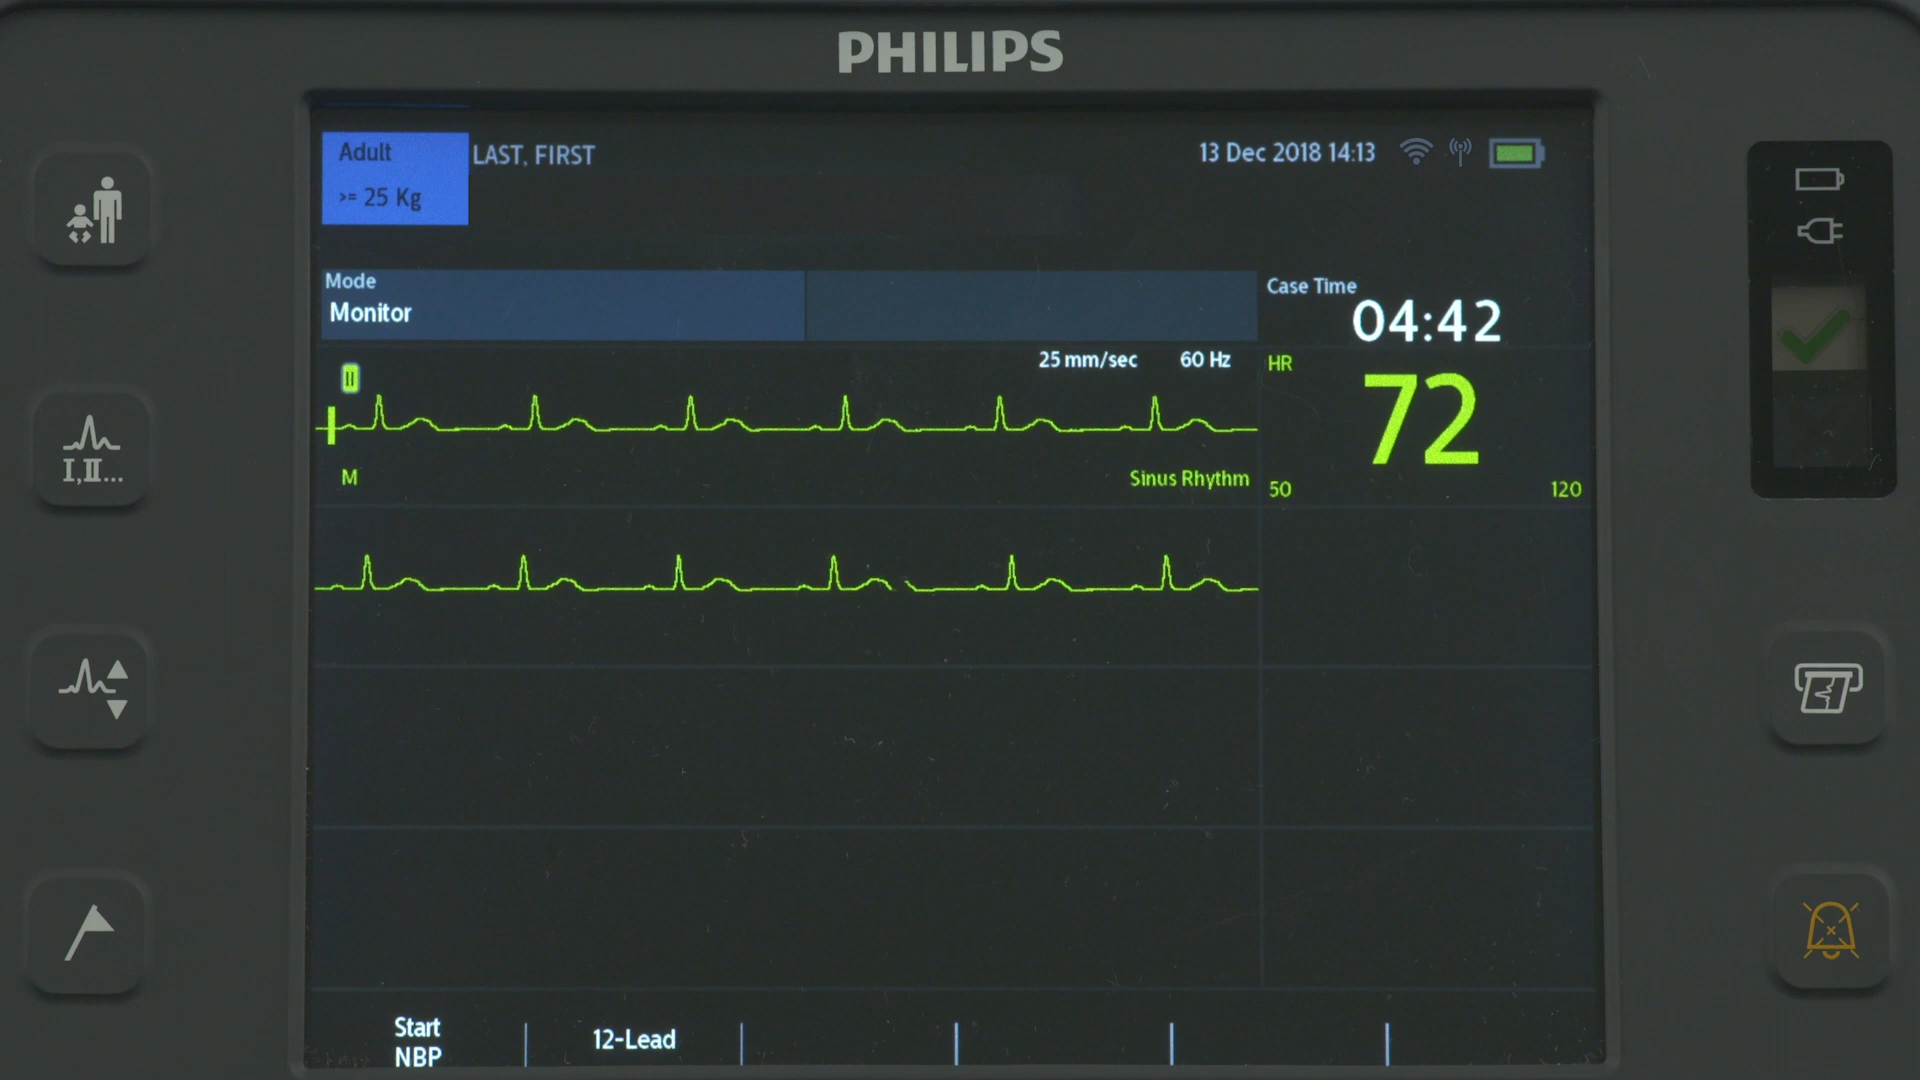 PHILIPS
Adult
>= 25 Kg
LAST, FIRST
13 Dec 2018 14:13
Mode
Monitor
Case Time
04:42
25 mm/sec
60 Hz
II
HR
72
50
120
M
Sinus Rhythm
I,II...
Start
NBP
12-Lead